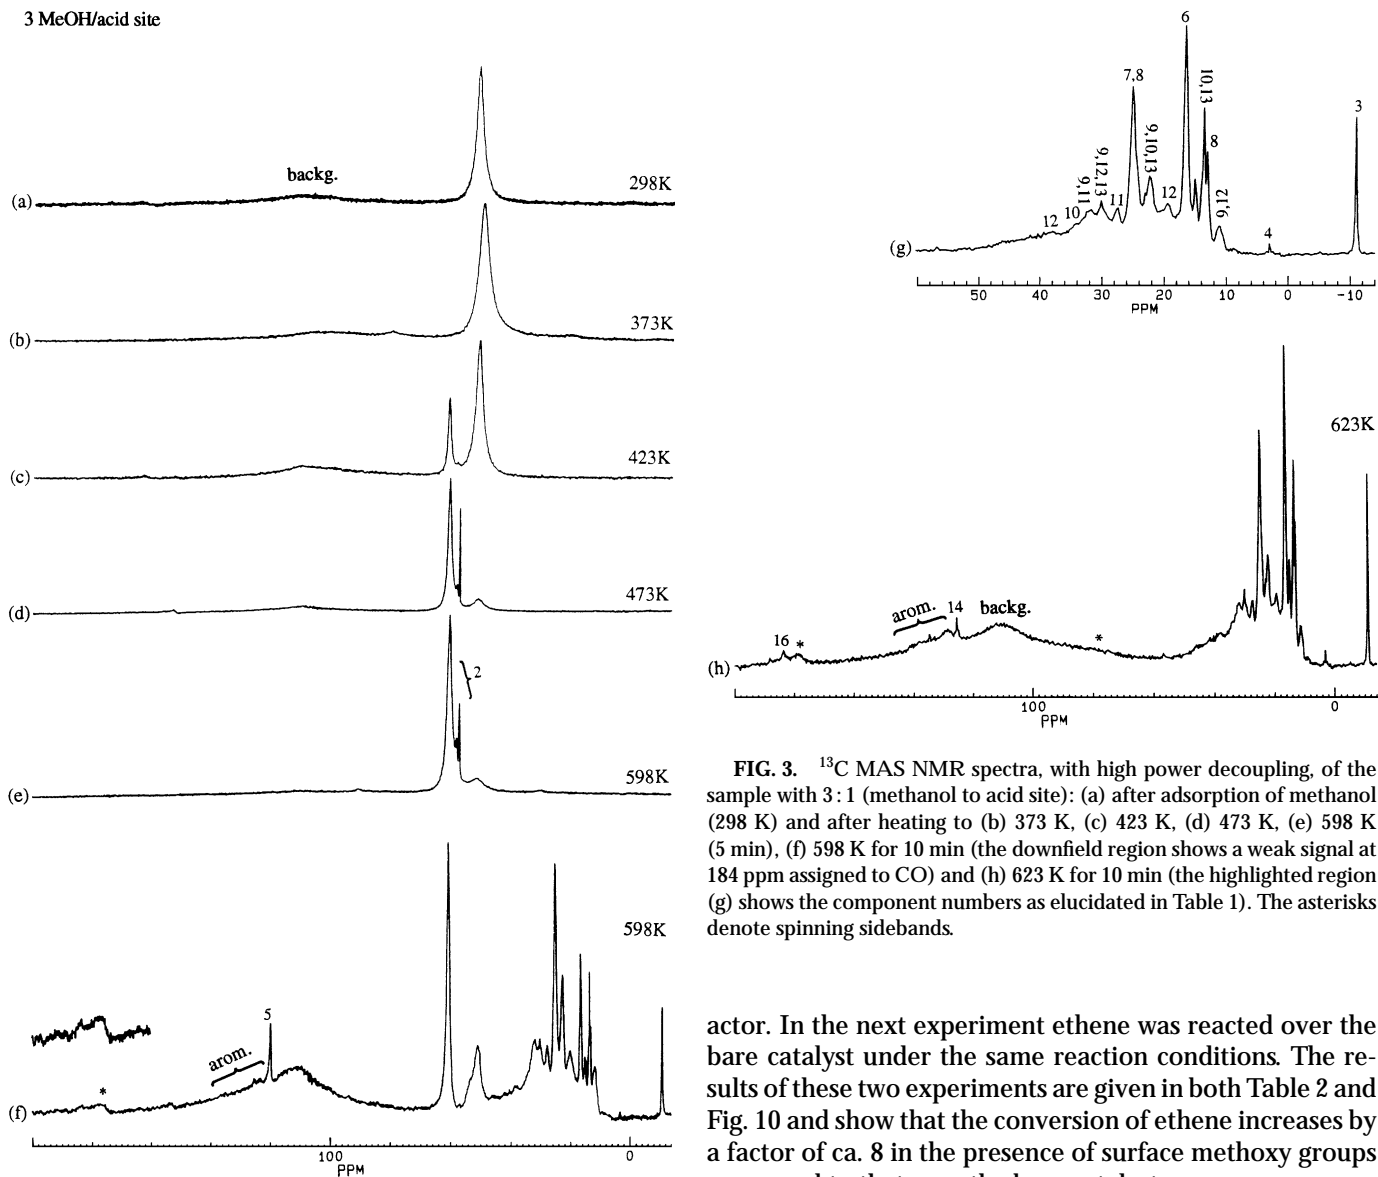 3 MeOH/acid site
backg.
(a) 298K
(b) 373K
(c) 423K
(d) 473K
2
(e) 598K
598K
5
arom.
*
(f)
100 0
PPM
6
7,8
10,13
3
9,10,13
8
9,12,13
9,11
12 10 11 12 9,12
4
(g)
50 40 30 20 10 0 -10
PPM
623K
arom. 14 backg.
16 * *
(h)
100 0
PPM
FIG. 3. ¹³C MAS NMR spectra, with high power decoupling, of the
sample with 3 : 1 (methanol to acid site): (a) after adsorption of methanol
(298 K) and after heating to (b) 373 K, (c) 423 K, (d) 473 K, (e) 598 K
(5 min), (f) 598 K for 10 min (the downfield region shows a weak signal at
184 ppm assigned to CO) and (h) 623 K for 10 min (the highlighted region
(g) shows the component numbers as elucidated in Table 1). The asterisks
denote spinning sidebands.
actor. In the next experiment ethene was reacted over the
bare catalyst under the same reaction conditions. The re-
sults of these two experiments are given in both Table 2 and
Fig. 10 and show that the conversion of ethene increases by
a factor of ca. 8 in the presence of surface methoxy groups